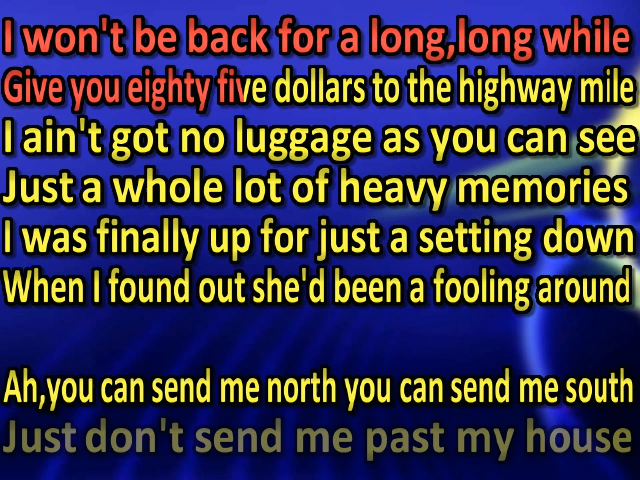 I won't be back for a long,long while
Give you eighty five dollars to the highway mile
I ain't got no luggage as you can see
Just a whole lot of heavy memories
I was finally up for just a setting down
When I found out she'd been a fooling around
Ah,you can send me north you can send me south
Just don't send me past my house